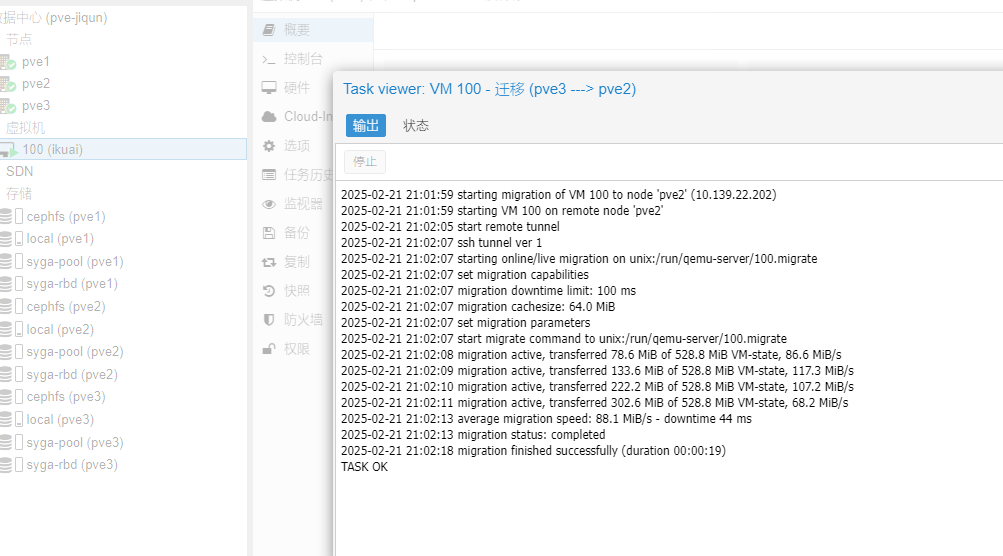 据中心 (pve-jiqun)
节点
pve1
pve2
pve3
虚拟机
100 (ikuai)
SDN
存储
cephfs (pve1)
local (pve1)
syga-pool (pve1)
syga-rbd (pve1)
cephfs (pve2)
local (pve2)
syga-pool (pve2)
syga-rbd (pve2)
cephfs (pve3)
local (pve3)
syga-pool (pve3)
syga-rbd (pve3)
概要
控制台
硬件
Cloud-In
选项
任务历史
监视器
备份
复制
快照
防火墙
权限
Task viewer: VM 100 - 迁移 (pve3 ---> pve2)
输出 状态
停止
2025-02-21 21:01:59 starting migration of VM 100 to node 'pve2' (10.139.22.202)
2025-02-21 21:01:59 starting VM 100 on remote node 'pve2'
2025-02-21 21:02:05 start remote tunnel
2025-02-21 21:02:07 ssh tunnel ver 1
2025-02-21 21:02:07 starting online/live migration on unix:/run/qemu-server/100.migrate
2025-02-21 21:02:07 set migration capabilities
2025-02-21 21:02:07 migration downtime limit: 100 ms
2025-02-21 21:02:07 migration cachesize: 64.0 MiB
2025-02-21 21:02:07 set migration parameters
2025-02-21 21:02:07 start migrate command to unix:/run/qemu-server/100.migrate
2025-02-21 21:02:08 migration active, transferred 78.6 MiB of 528.8 MiB VM-state, 86.6 MiB/s
2025-02-21 21:02:09 migration active, transferred 133.6 MiB of 528.8 MiB VM-state, 117.3 MiB/s
2025-02-21 21:02:10 migration active, transferred 222.2 MiB of 528.8 MiB VM-state, 107.2 MiB/s
2025-02-21 21:02:11 migration active, transferred 302.6 MiB of 528.8 MiB VM-state, 68.2 MiB/s
2025-02-21 21:02:13 average migration speed: 88.1 MiB/s - downtime 44 ms
2025-02-21 21:02:13 migration status: completed
2025-02-21 21:02:18 migration finished successfully (duration 00:00:19)
TASK OK